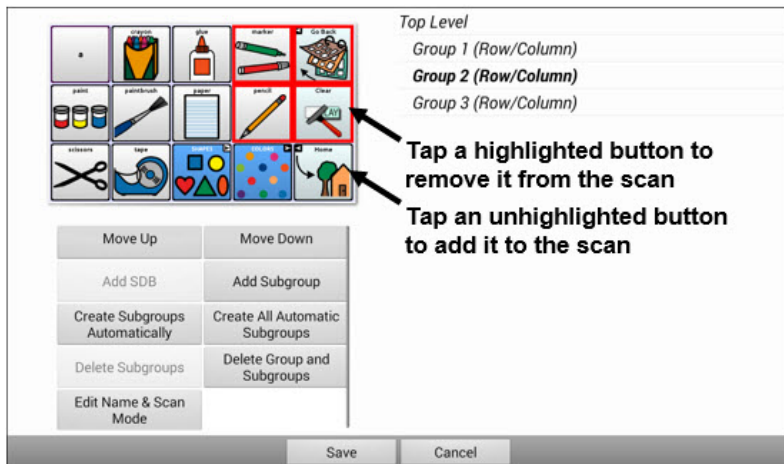 a
crayon
glue
marker
Go Back
paint
paintbrush
paper
pencil
Clear
scissors
tape
SHAPES
COLORS
Home
Top Level
Group 1 (Row/Column)
Group 2 (Row/Column)
Group 3 (Row/Column)
Tap a highlighted button to
remove it from the scan
Tap an unhighlighted button
to add it to the scan
Move Up
Move Down
Add SDB
Add Subgroup
Create Subgroups
Automatically
Create All Automatic
Subgroups
Delete Subgroups
Delete Group and
Subgroups
Edit Name & Scan
Mode
Save
Cancel